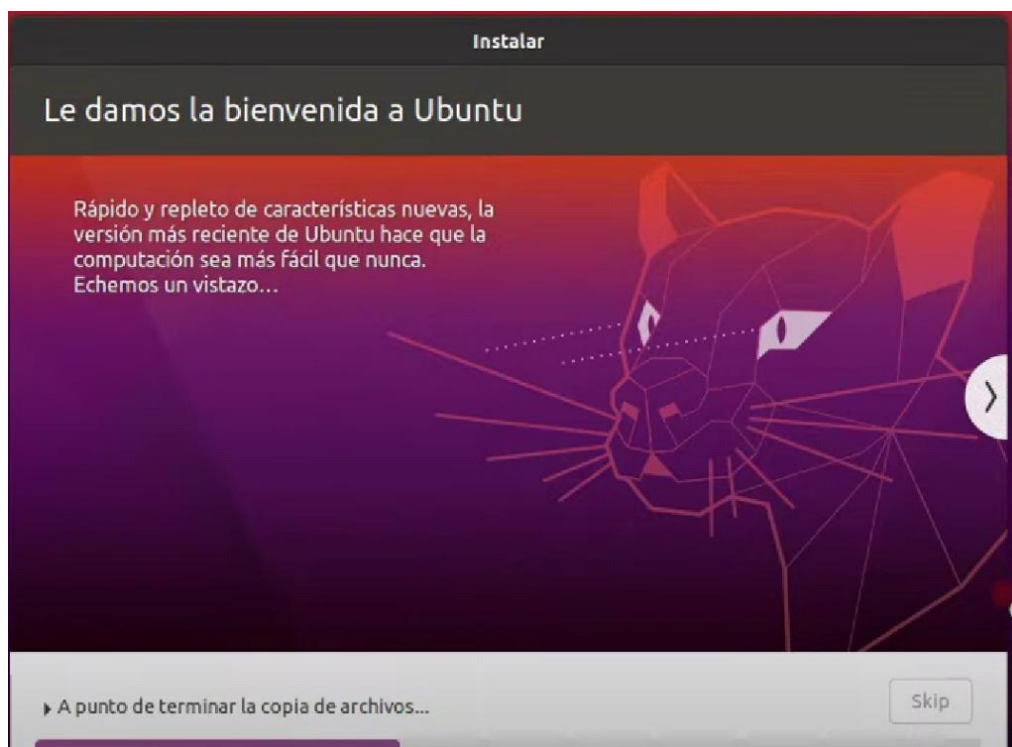 Instalar
Le damos la bienvenida a Ubuntu
Rápido y repleto de características nuevas, la
versión más reciente de Ubuntu hace que la
computación sea más fácil que nunca.
Echemos un vistazo...
A punto de terminar la copia de archivos...
Skip